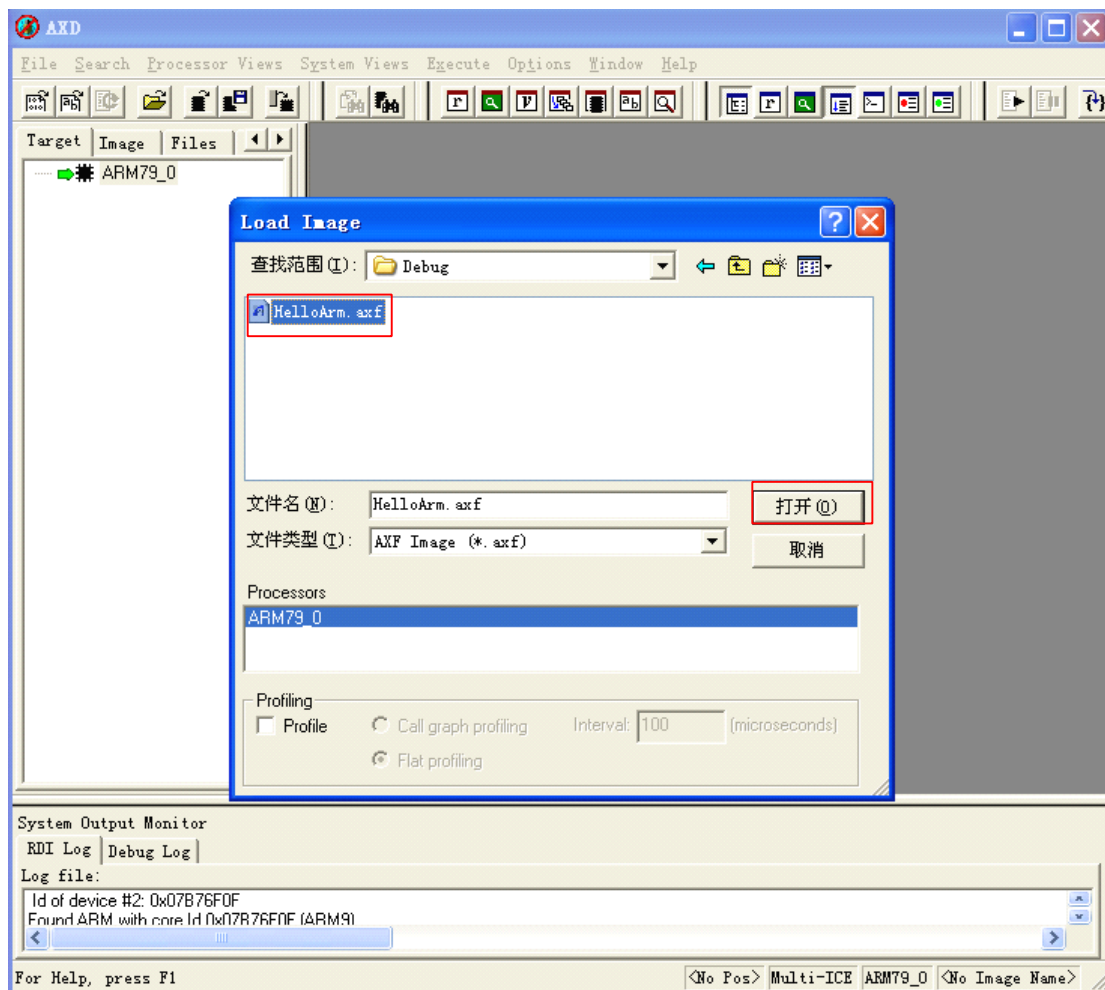 AXD
File Search Processor Views System Views Execute Options Window Help
Target Image Files
ARM79_0
Load Image
查找范围(I): Debug
HelloArm.axf
文件名(N): HelloArm.axf 打开(O)
文件类型(T): AXF Image (*.axf) 取消
Processors
ARM79_0
Profiling
Profile Call graph profiling Interval: 100 (microseconds)
Flat profiling
System Output Monitor
RDI Log Debug Log
Log file:
Id of device #2: 0x07B76F0F
Found ARM with core Id 0x07B76F0F (ARM9)
For Help, press F1 <No Pos> Multi-ICE ARM79_0 <No Image Name>